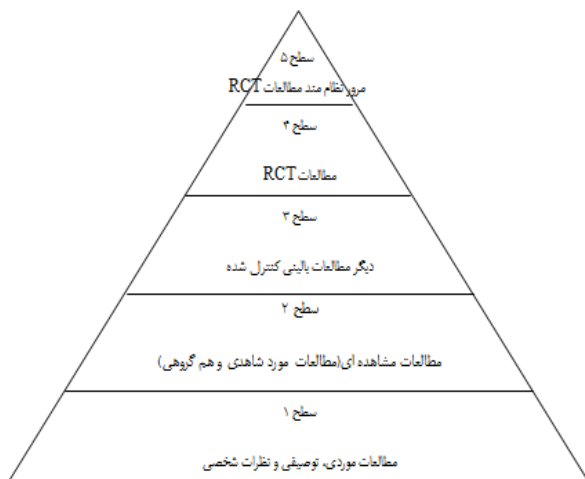 سطح ۵
مرور نظام مند مطالعات RCT
سطح ۴
مطالعات RCT
سطح ۳
دیگر مطالعات بالینی کنترل شده
سطح ۲
مطالعات مشاهده ای(مطالعات مورد شاهدی و هم گروهی)
سطح ۱
مطالعات موردی، توصیفی و نظرات شخصی